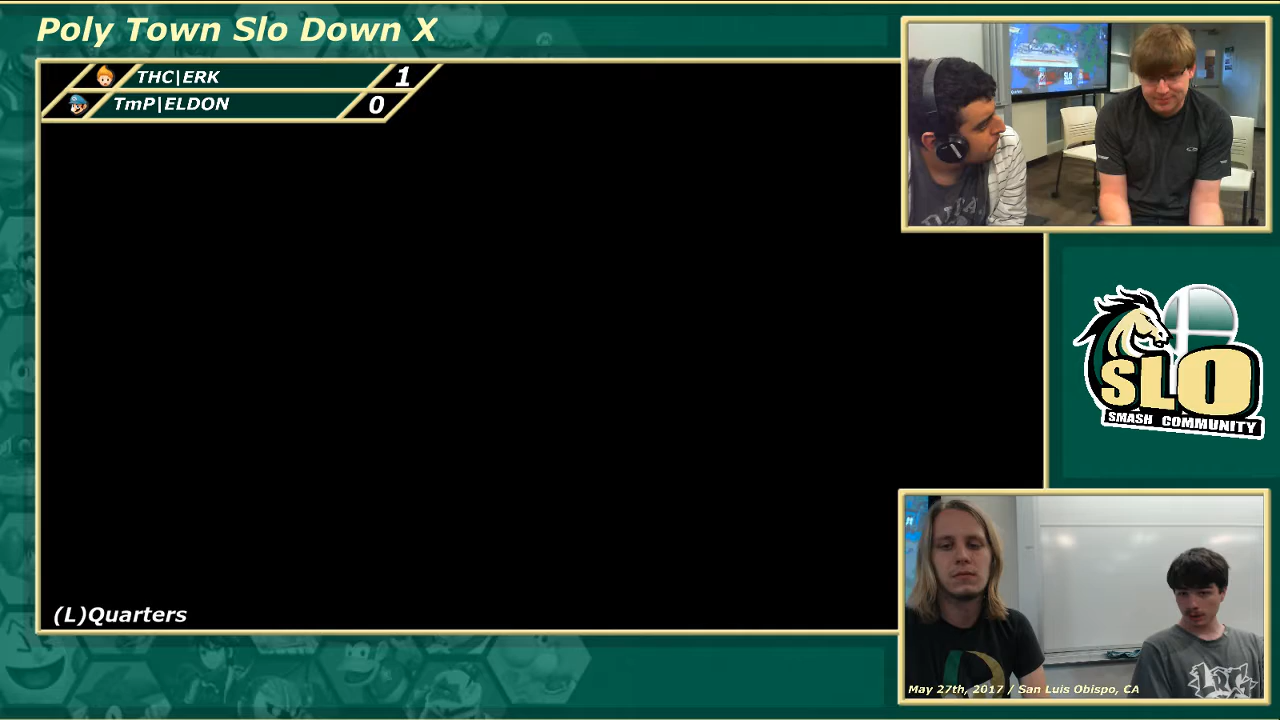 Poly Town Slo Down X
THC|ERK 1
TmP|ELDON 0
SLO
SMASH COMMUNITY
(L)Quarters
May 27th, 2017 / San Luis Obispo, CA